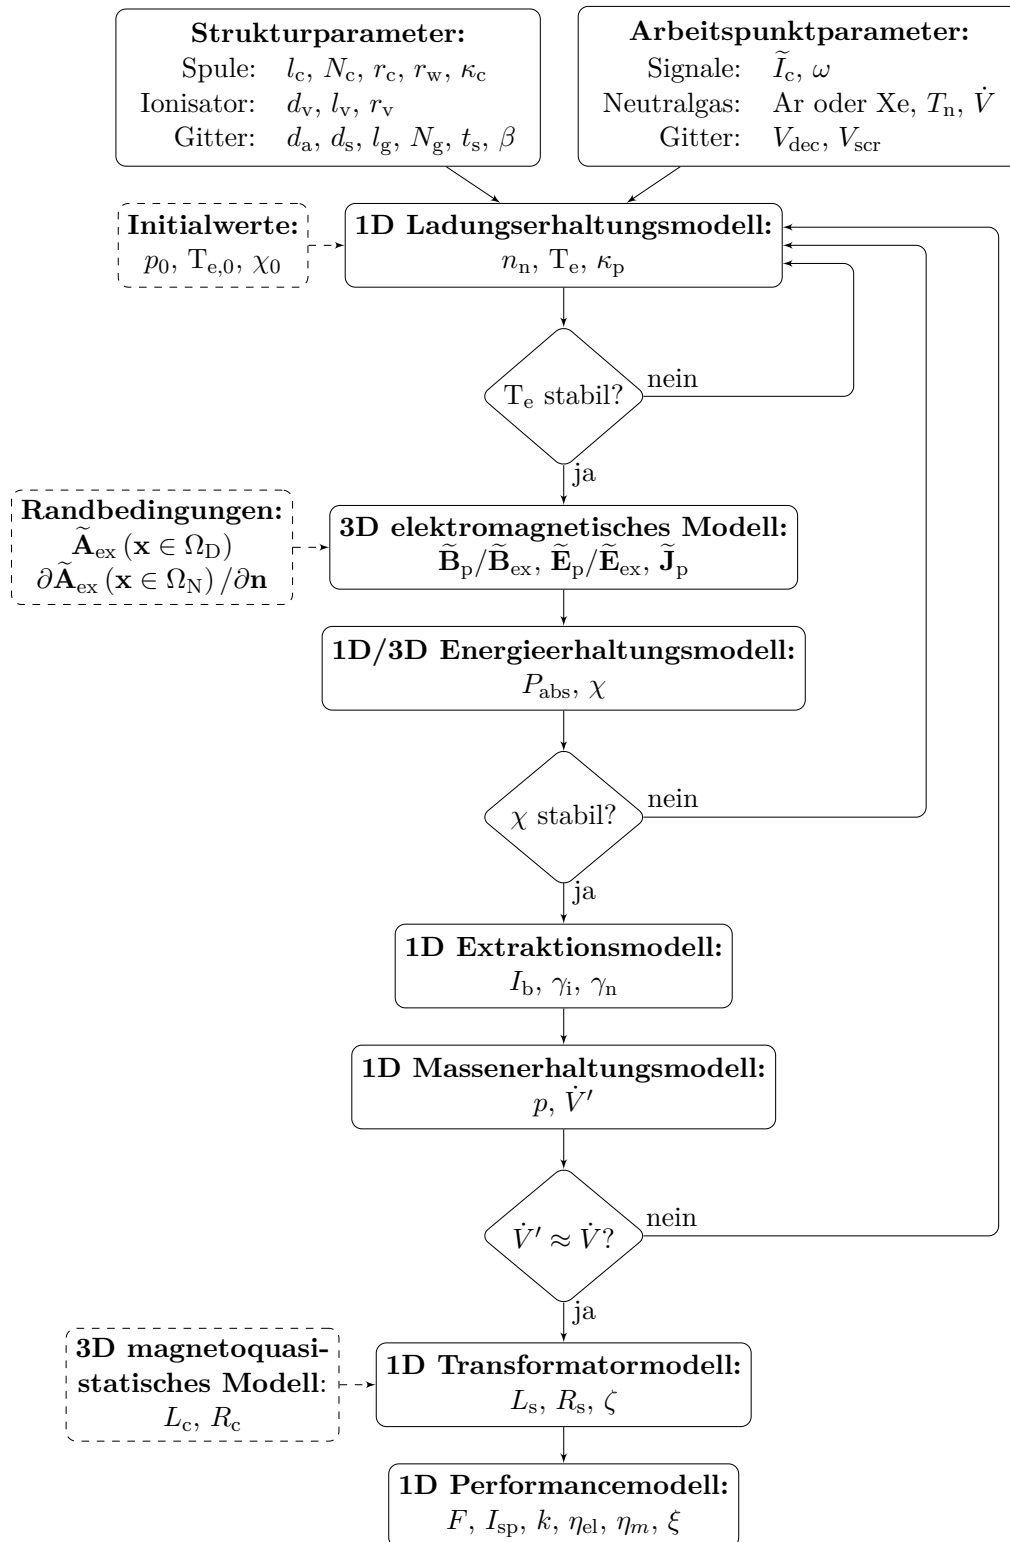 Strukturparameter:
Spule: l_c, N_c, r_c, r_w, κ_c
Ionisator: d_v, l_v, r_v
Gitter: d_a, d_s, l_g, N_g, t_s, β
Arbeitspunktparameter:
Signale: Ĩ_c, ω
Neutralgas: Ar oder Xe, T_n, V̇
Gitter: V_dec, V_scr
Initialwerte:
p_0, T_e,0, χ_0
1D Ladungserhaltungsmodell:
n_n, T_e, κ_p
T_e stabil?
nein
ja
Randbedingungen:
Ã_ex (x ∈ Ω_D)
∂Ã_ex (x ∈ Ω_N) /∂n
3D elektromagnetisches Modell:
B̃_p/B̃_ex, Ẽ_p/Ẽ_ex, J̃_p
1D/3D Energieerhaltungsmodell:
P_abs, χ
χ stabil?
nein
ja
1D Extraktionsmodell:
I_b, γ_i, γ_n
1D Massenerhaltungsmodell:
p, V̇′
V̇′ ≈ V̇?
nein
ja
3D magnetoquasi-
statisches Modell:
L_c, R_c
1D Transformatormodell:
L_s, R_s, ζ
1D Performancemodell:
F, I_sp, k, η_el, η_m, ξ